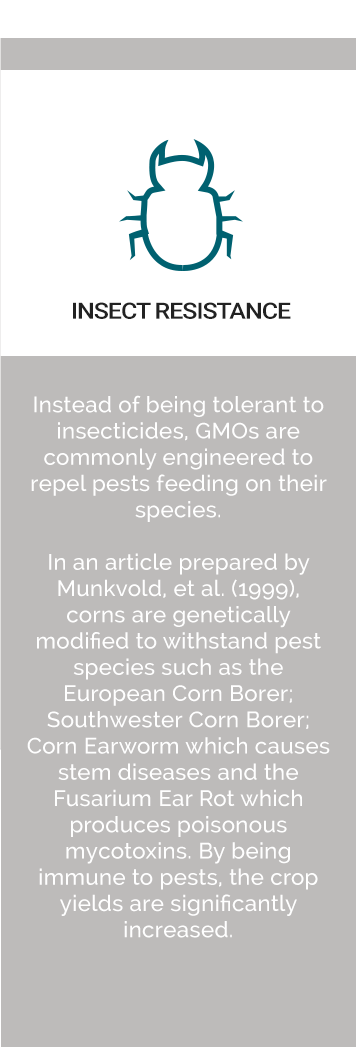 INSECT RESISTANCE
Instead of being tolerant to
insecticides, GMOs are
commonly engineered to
repel pests feeding on their
species.
In an article prepared by
Munkvold, et al. (1999),
corns are genetically
modified to withstand pest
species such as the
European Corn Borer;
Southwester Corn Borer;
Corn Earworm which causes
stem diseases and the
Fusarium Ear Rot which
produces poisonous
mycotoxins. By being
immune to pests, the crop
yields are significantly
increased.